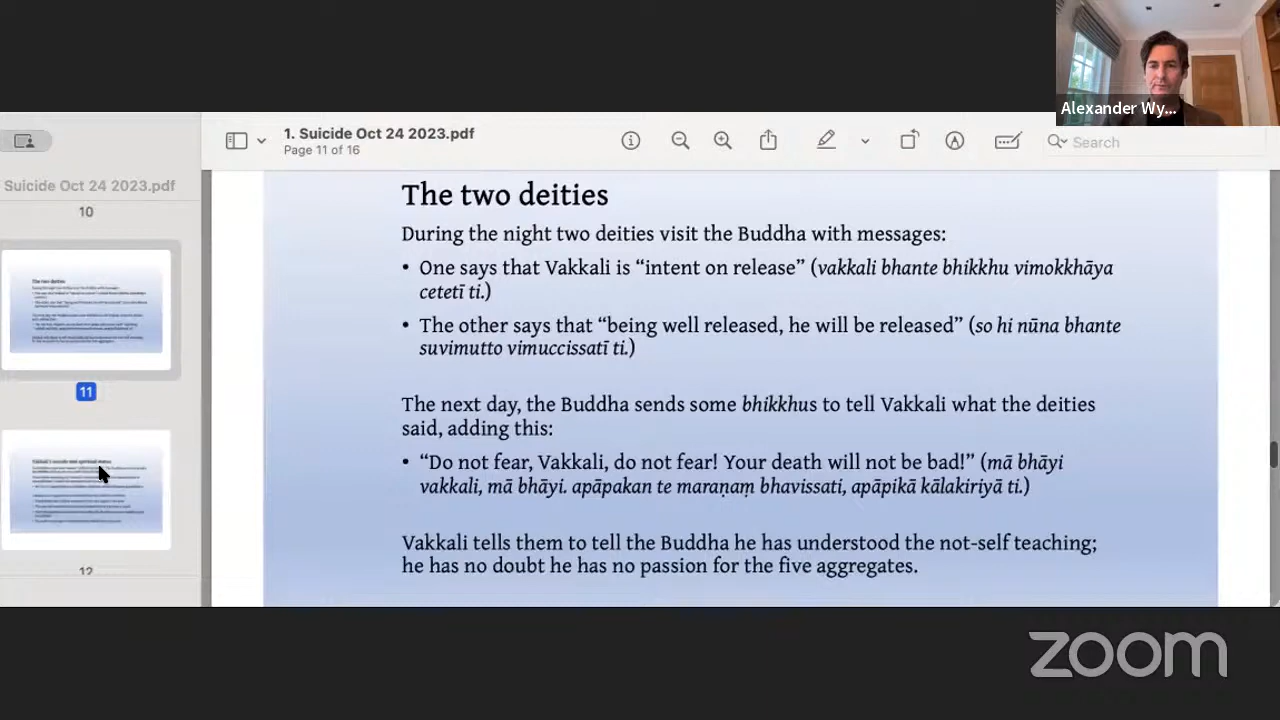 Alexander Wy...
1. Suicide Oct 24 2023.pdf
Page 11 of 16
Search
Suicide Oct 24 2023.pdf
10
11
12
The two deities
During the night two deities visit the Buddha with messages:
• One says that Vakkali is “intent on release” (vakkali bhante bhikkhu vimokkhāya
cetetī ti.)
• The other says that “being well released, he will be released” (so hi nūna bhante
suvimutto vimuccissatī ti.)
The next day, the Buddha sends some bhikkhus to tell Vakkali what the deities
said, adding this:
• “Do not fear, Vakkali, do not fear! Your death will not be bad!” (mā bhāyi
vakkali, mā bhāyi. apāpakan te maraṇaṃ bhavissati, apāpikā kālakiriyā ti.)
Vakkali tells them to tell the Buddha he has understood the not-self teaching;
he has no doubt he has no passion for the five aggregates.
zoom